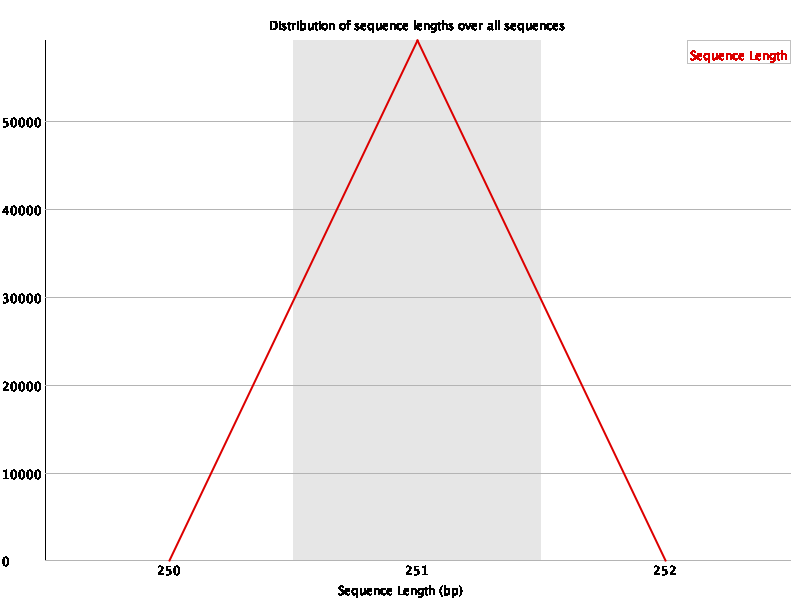 Distribution of sequence lengths over all sequences
Sequence Length
50000
40000
30000
20000
10000
0
250 251 252
Sequence Length (bp)